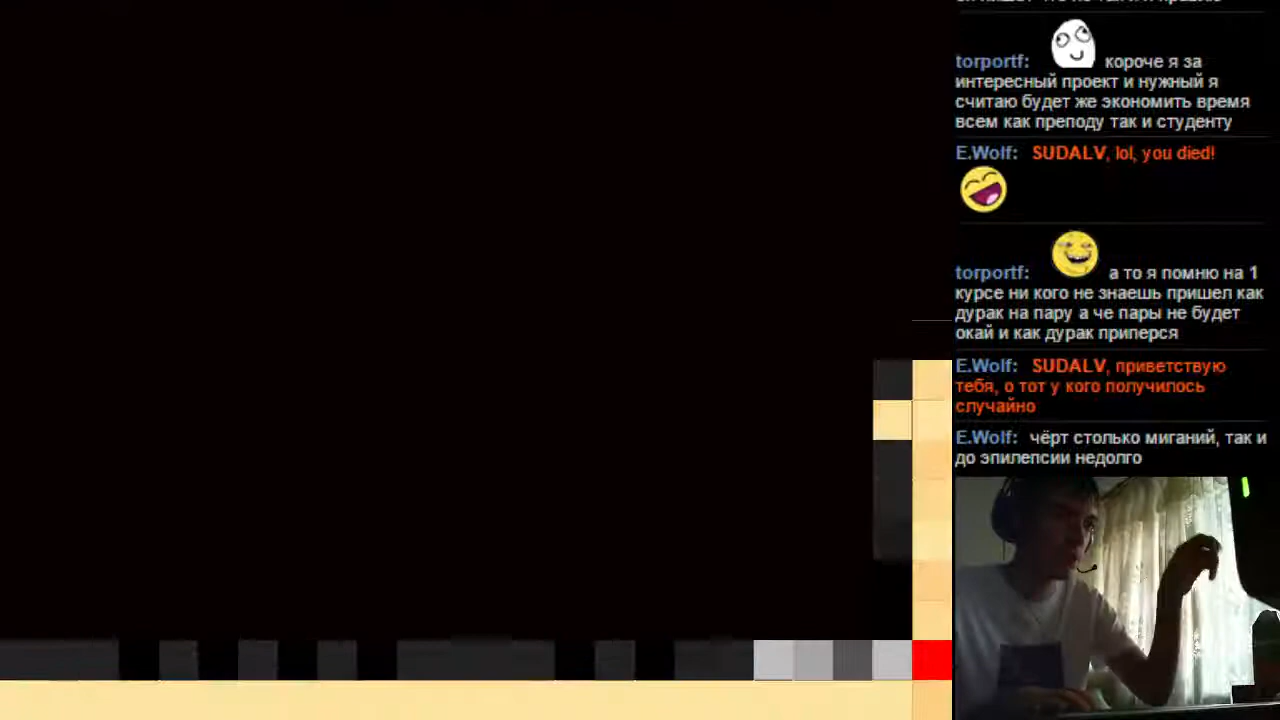 torportf: короче я за
интересный проект и нужный я
считаю будет же экономить время
всем как преподу так и студенту
E.Wolf: SUDALV, lol, you died!
torportf: а то я помню на 1
курсе ни кого не знаешь пришел как
дурак на пару а че пары не будет
окай и как дурак приперся
E.Wolf: SUDALV, приветствую
тебя, о тот у кого получилось
случайно
E.Wolf: чёрт столько миганий, так и
до эпилепсии недолго